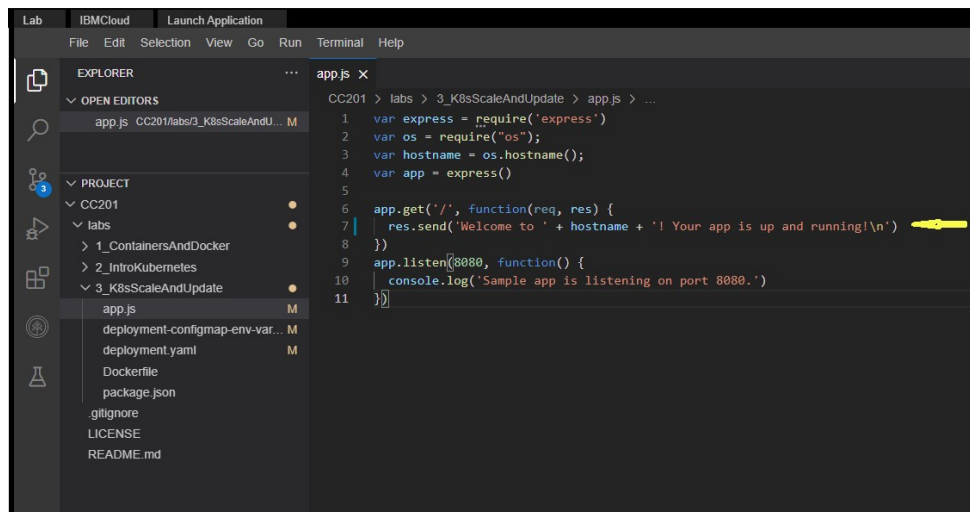 Lab IBMCloud Launch Application
File Edit Selection View Go Run Terminal Help
EXPLORER ...
OPEN EDITORS
app.js CC201/labs/3_K8sScaleAndU... M
3
PROJECT
CC201
labs
1_ContainersAndDocker
2_IntroKubernetes
3_K8sScaleAndUpdate
app.js M
deployment-configmap-env-var... M
deployment.yaml M
Dockerfile
package.json
.gitignore
LICENSE
README.md
app.js ×
CC201 > labs > 3_K8sScaleAndUpdate > app.js > ...
1 var express = require('express')
2 var os = require("os");
3 var hostname = os.hostname();
4 var app = express()
5
6 app.get('/', function(req, res) {
7 res.send('Welcome to ' + hostname + '! Your app is up and running!\n')
8 })
9 app.listen(8080, function() {
10 console.log('Sample app is listening on port 8080.')
11 })